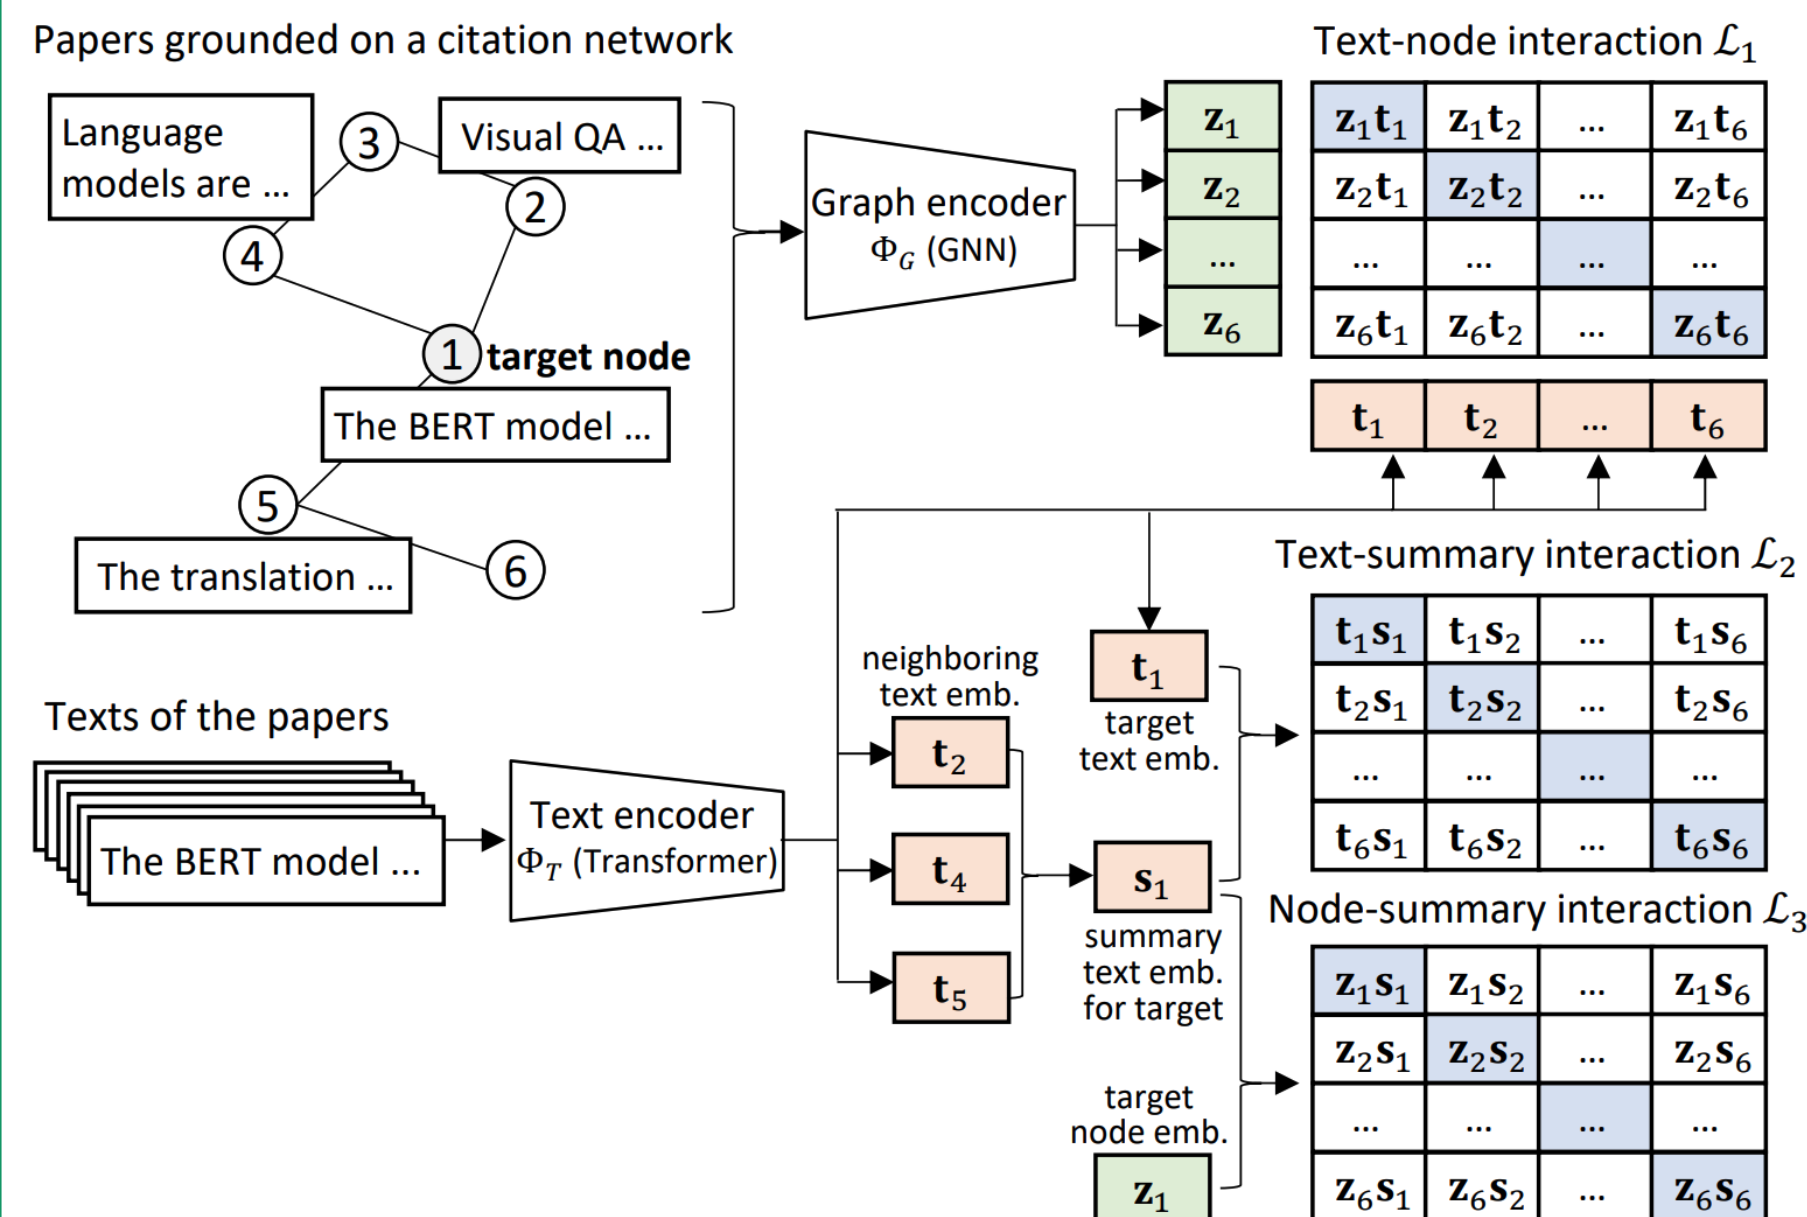 Papers grounded on a citation network
Language
models are ...
3
Visual QA ...
2
4
1
target node
The BERT model ...
5
The translation ...
6
Graph encoder
Φ_G (GNN)
z₁
z₂
...
z₆
Text-node interaction ℒ₁
z₁t₁ z₁t₂ ... z₁t₆
z₂t₁ z₂t₂ ... z₂t₆
... ... ... ...
z₆t₁ z₆t₂ ... z₆t₆
t₁ t₂ ... t₆
Texts of the papers
The BERT model ...
Text encoder
Φ_T (Transformer)
neighboring
text emb.
t₂
t₄
t₅
t₁
target
text emb.
s₁
summary
text emb.
for target
target
node emb.
z₁
Text-summary interaction ℒ₂
t₁s₁ t₁s₂ ... t₁s₆
t₂s₁ t₂s₂ ... t₂s₆
... ... ... ...
t₆s₁ t₆s₂ ... t₆s₆
Node-summary interaction ℒ₃
z₁s₁ z₁s₂ ... z₁s₆
z₂s₁ z₂s₂ ... z₂s₆
... ... ... ...
z₆s₁ z₆s₂ ... z₆s₆